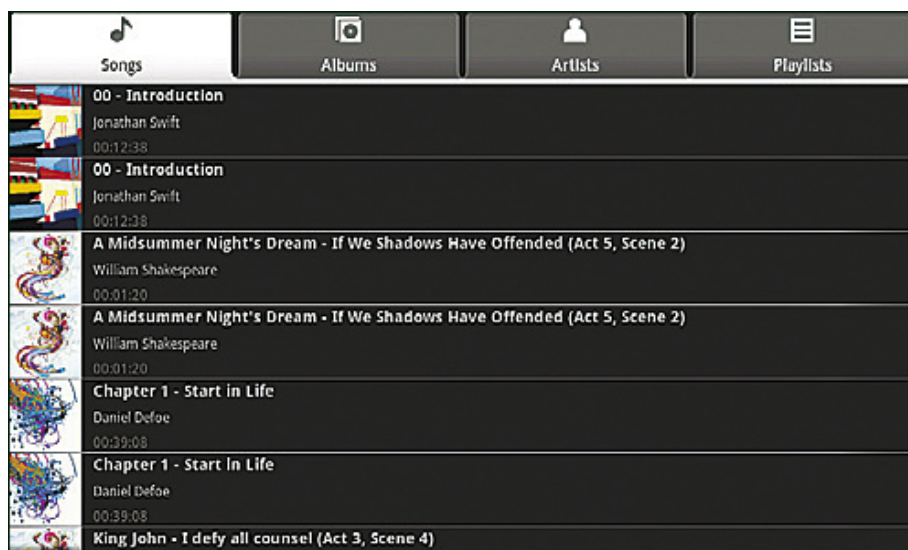 Songs
Albums
Artists
Playlists
00 - Introduction
Jonathan Swift
00:12:38
00 - Introduction
Jonathan Swift
00:12:38
A Midsummer Night's Dream - If We Shadows Have Offended (Act 5, Scene 2)
William Shakespeare
00:01:20
A Midsummer Night's Dream - If We Shadows Have Offended (Act 5, Scene 2)
William Shakespeare
00:01:20
Chapter 1 - Start in Life
Daniel Defoe
00:39:08
Chapter 1 - Start in Life
Daniel Defoe
00:39:08
King John - I defy all counsel (Act 3, Scene 4)